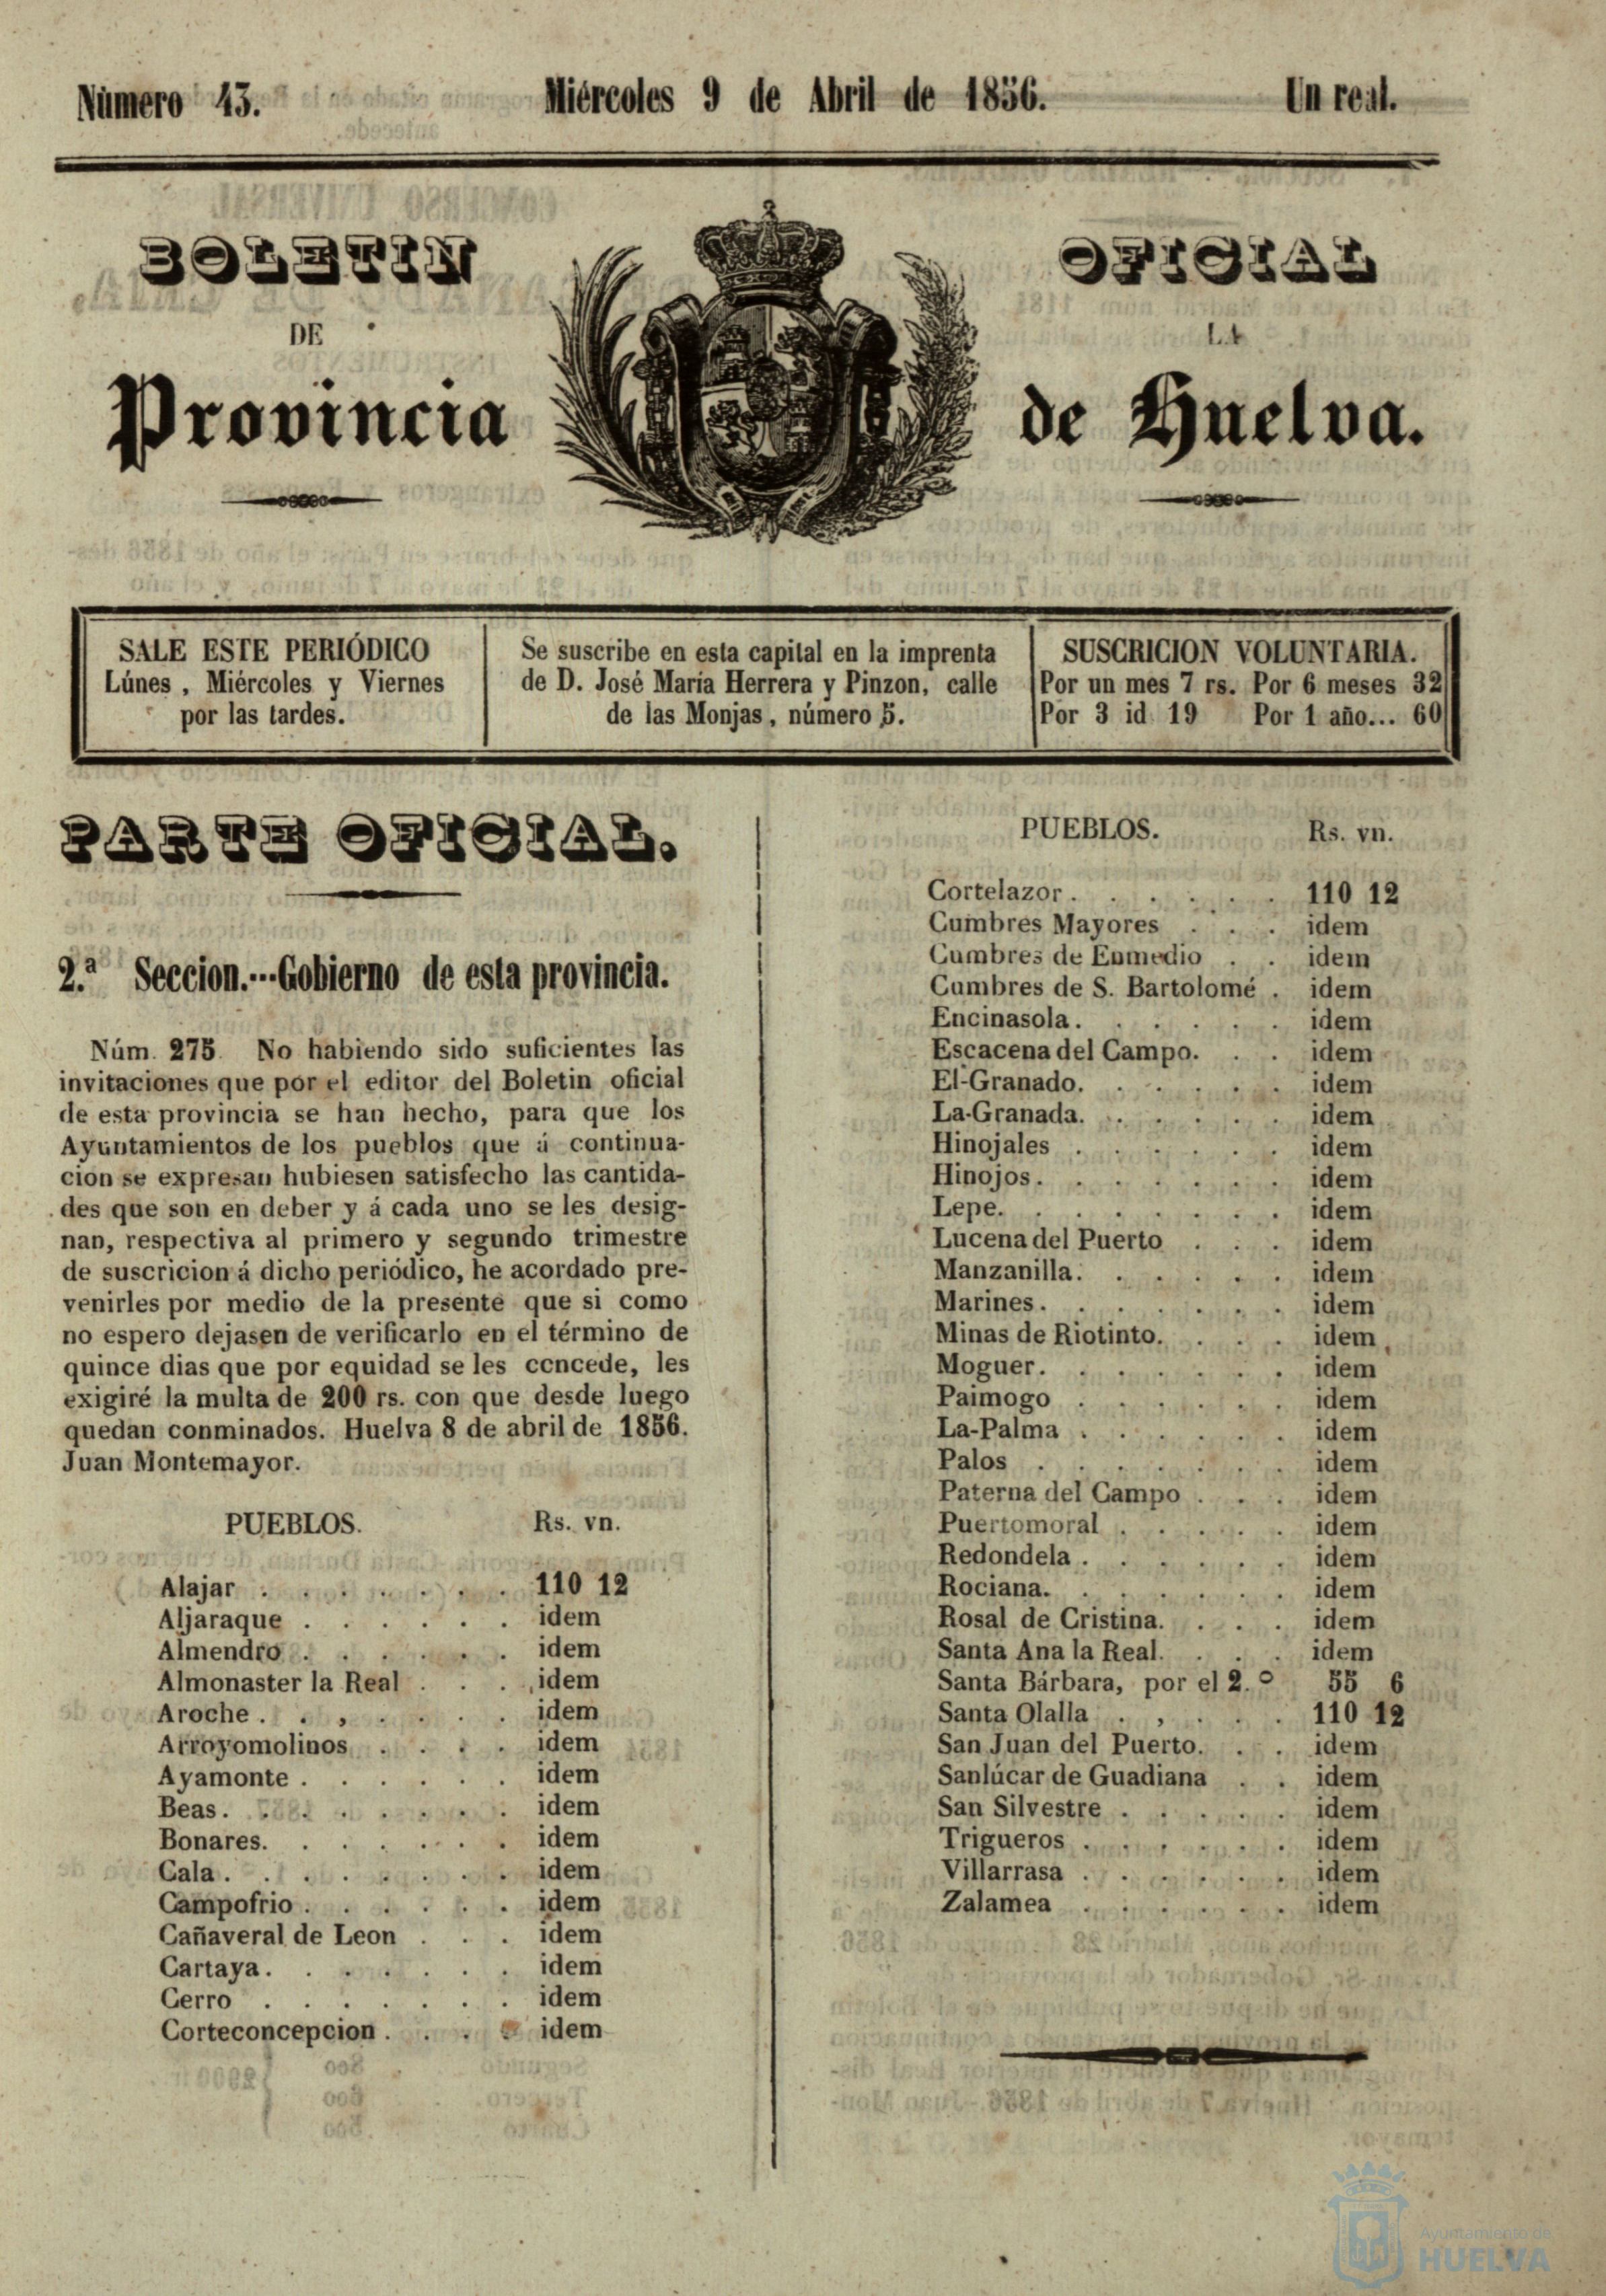 Número 43.
Miércoles 9 de Abril de 1856.
Un real.
BOLETIN
OFICIAL
DE
LA
Provincia
de Huelva.
SALE ESTE PERIÓDICO
Lúnes, Miércoles y Viernes
por las tardes.
Se suscribe en esta capital en la imprenta
de D. José María Herrera y Pinzon, calle
de las Monjas, número 5.
SUSCRICION VOLUNTARIA.
Por un mes 7 rs. Por 6 meses 32
Por 3 id 19 Por 1 año... 60
PARTE OFICIAL.
2.ª Seccion.---Gobierno de esta provincia.
Núm. 275. No habiendo sido suficientes las
invitaciones que por el editor del Boletin oficial
de esta provincia se han hecho, para que los
Ayuntamientos de los pueblos que á continua-
cion se expresan hubiesen satisfecho las cantida-
des que son en deber y á cada uno se les desig-
nan, respectiva al primero y segundo trimestre
de suscricion á dicho periódico, he acordado pre-
venirles por medio de la presente que si como
no espero dejasen de verificarlo en el término de
quince dias que por equidad se les ccncede, les
exigiré la multa de 200 rs. con que desde luego
quedan conminados. Huelva 8 de abril de 1856.
Juan Montemayor.
PUEBLOS. Rs. vn.
Alajar . . . . . . . 110 12
Aljaraque . . . . . . idem
Almendro . . . . . . idem
Almonaster la Real . . . idem
Aroche . . , . . . . idem
Arroyomolinos . . . . idem
Ayamonte . . . . . . idem
Beas. . . . . . . . idem
Bonares. . . . . . . idem
Cala . . . . . . . . idem
Campofrio . . . . . . idem
Cañaveral de Leon . . . idem
Cartaya. . . . . . . idem
Cerro . . . . . . . idem
Corteconcepcion . . . . idem
PUEBLOS. Rs. vn.
Cortelazor . . . . . . 110 12
Cumbres Mayores . . . idem
Cumbres de Enmedio . . idem
Cumbres de S. Bartolomé . idem
Encinasola . . . . . . idem
Escacena del Campo. . . idem
El-Granado. . . . . . idem
La-Granada. . . . . . idem
Hinojales . . . . . . idem
Hinojos . . . . . . . idem
Lepe. . . . . . . . idem
Lucena del Puerto . . . idem
Manzanilla. . . . . . idem
Marines . . . . . . . idem
Minas de Riotinto. . . . idem
Moguer. . . . . . . idem
Paimogo . . . . . . idem
La-Palma . . . . . . idem
Palos . . . . . . . idem
Paterna del Campo . . . idem
Puertomoral . . . . . idem
Redondela . . . . . . idem
Rociana. . . . . . . idem
Rosal de Cristina. . . . idem
Santa Ana la Real. . . . idem
Santa Bárbara, por el 2.º 55 6
Santa Olalla . , . . . 110 12
San Juan del Puerto. . . idem
Sanlúcar de Guadiana . . idem
San Silvestre . . . . . idem
Trigueros . . . . . . idem
Villarrasa . . . . . . idem
Zalamea . . . . . . idem
Ayuntamiento de
HUELVA